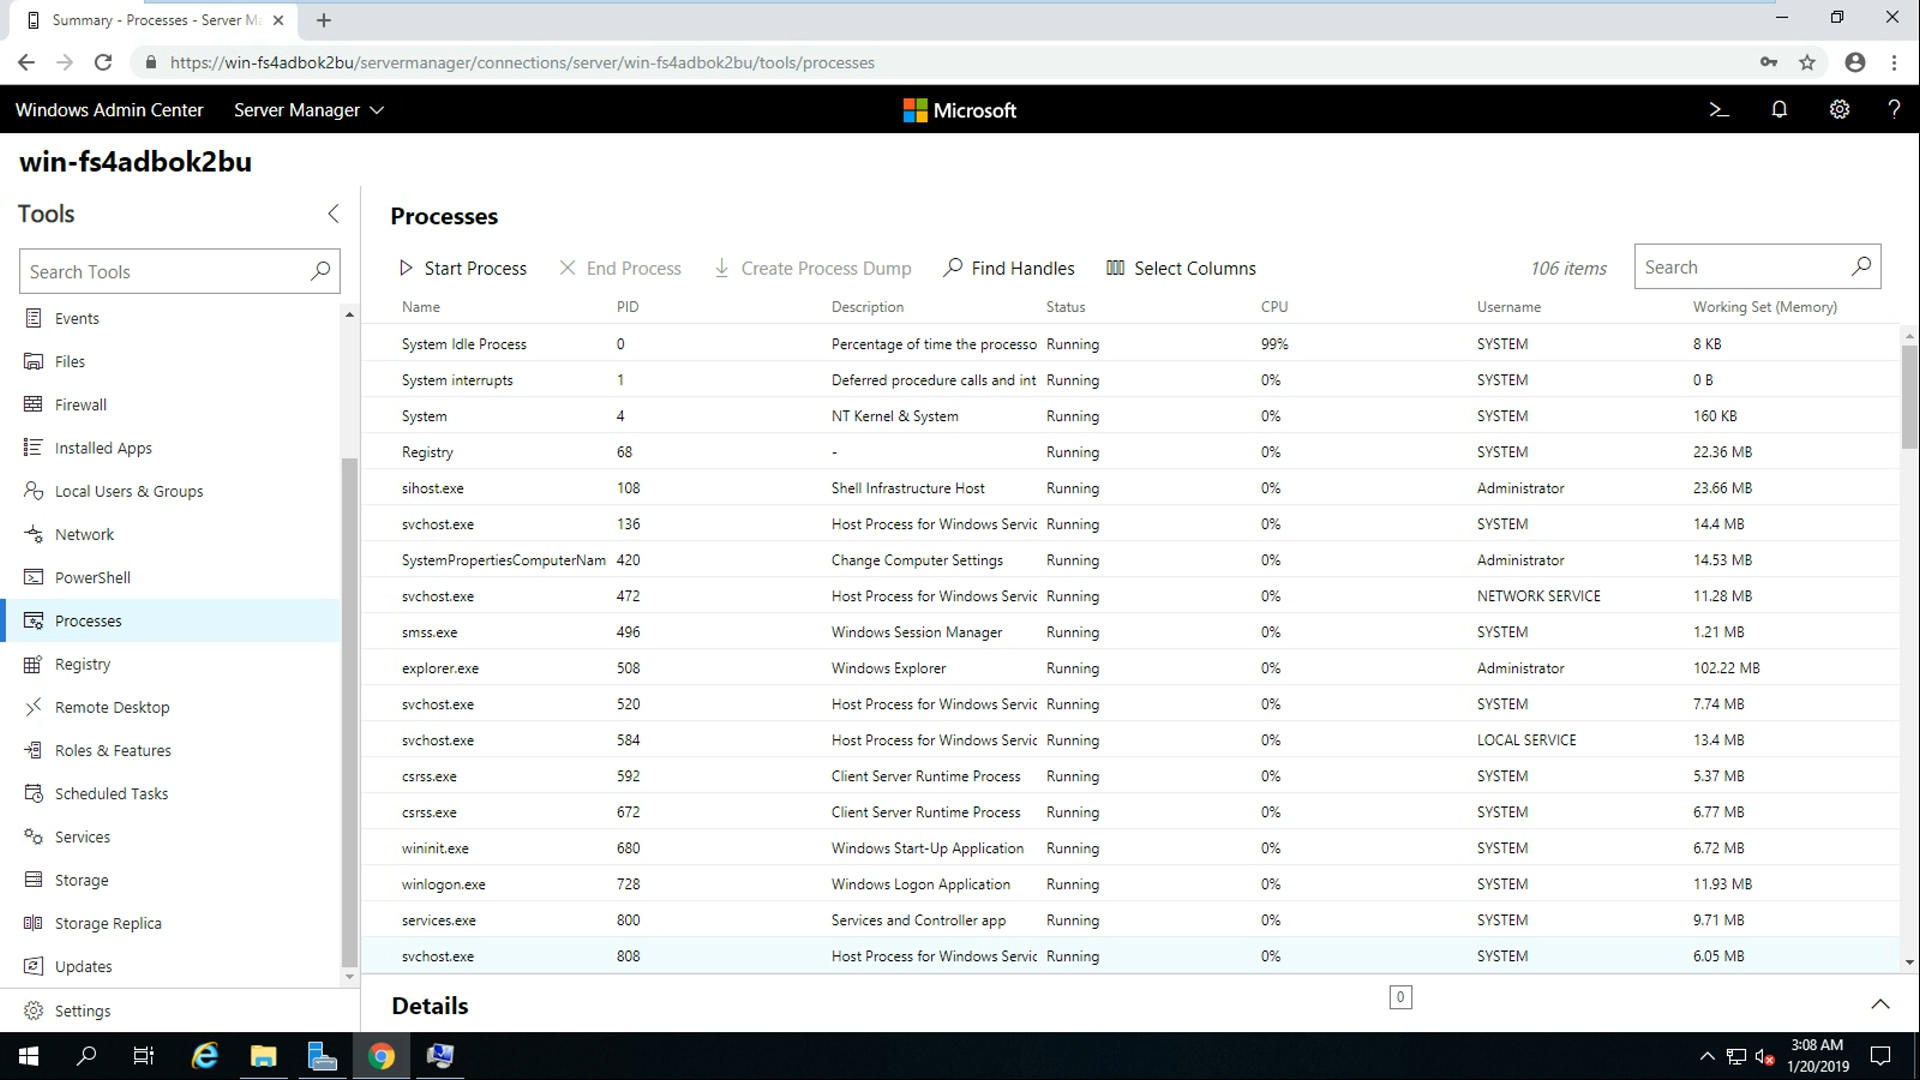 Summary - Processes - Server Ma
https://win-fs4adbok2bu/servermanager/connections/server/win-fs4adbok2bu/tools/processes
Windows Admin Center Server Manager Microsoft ?
win-fs4adbok2bu
Tools
Search Tools
Events
Files
Firewall
Installed Apps
Local Users & Groups
Network
PowerShell
Processes
Registry
Remote Desktop
Roles & Features
Scheduled Tasks
Services
Storage
Storage Replica
Updates
Settings
Processes
Start Process End Process Create Process Dump Find Handles Select Columns 106 items Search
Name PID Description Status CPU Username Working Set (Memory)
System Idle Process 0 Percentage of time the processo Running 99% SYSTEM 8 KB
System interrupts 1 Deferred procedure calls and int Running 0% SYSTEM 0 B
System 4 NT Kernel & System Running 0% SYSTEM 160 KB
Registry 68 - Running 0% SYSTEM 22.36 MB
sihost.exe 108 Shell Infrastructure Host Running 0% Administrator 23.66 MB
svchost.exe 136 Host Process for Windows Servic Running 0% SYSTEM 14.4 MB
SystemPropertiesComputerNam 420 Change Computer Settings Running 0% Administrator 14.53 MB
svchost.exe 472 Host Process for Windows Servic Running 0% NETWORK SERVICE 11.28 MB
smss.exe 496 Windows Session Manager Running 0% SYSTEM 1.21 MB
explorer.exe 508 Windows Explorer Running 0% Administrator 102.22 MB
svchost.exe 520 Host Process for Windows Servic Running 0% SYSTEM 7.74 MB
svchost.exe 584 Host Process for Windows Servic Running 0% LOCAL SERVICE 13.4 MB
csrss.exe 592 Client Server Runtime Process Running 0% SYSTEM 5.37 MB
csrss.exe 672 Client Server Runtime Process Running 0% SYSTEM 6.77 MB
wininit.exe 680 Windows Start-Up Application Running 0% SYSTEM 6.72 MB
winlogon.exe 728 Windows Logon Application Running 0% SYSTEM 11.93 MB
services.exe 800 Services and Controller app Running 0% SYSTEM 9.71 MB
svchost.exe 808 Host Process for Windows Servic Running 0% SYSTEM 6.05 MB
Details 0
3:08 AM
1/20/2019